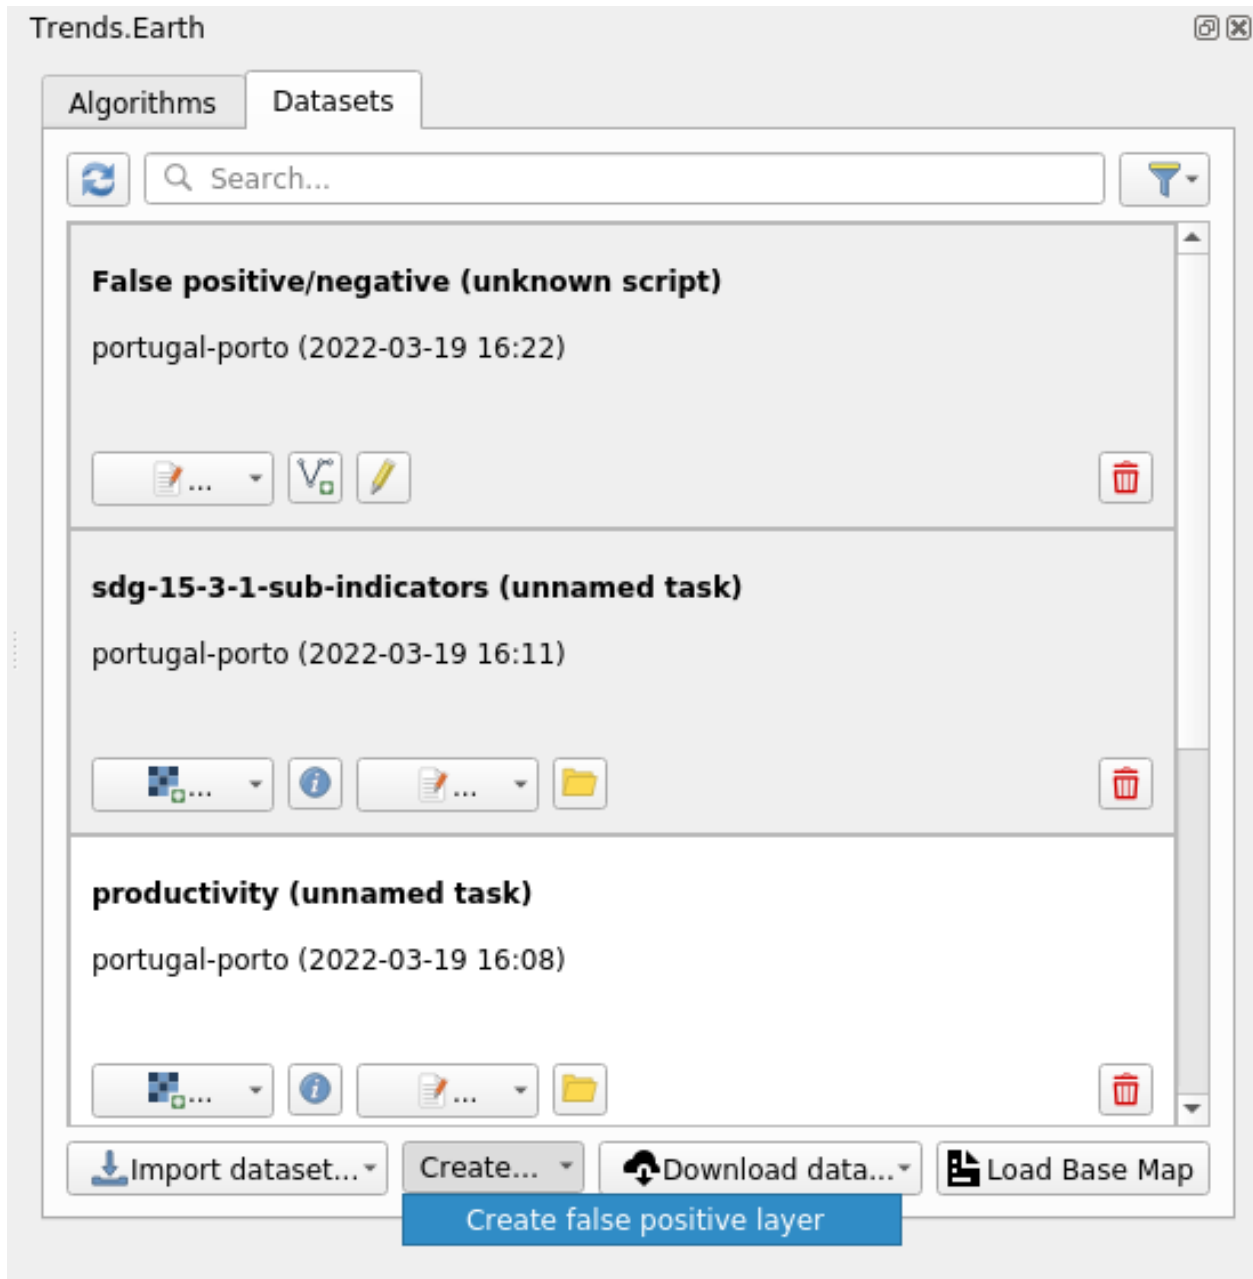 Trends.Earth
Algorithms
Datasets
Search...
False positive/negative (unknown script)
portugal-porto (2022-03-19 16:22)
...
sdg-15-3-1-sub-indicators (unnamed task)
portugal-porto (2022-03-19 16:11)
... ...
productivity (unnamed task)
portugal-porto (2022-03-19 16:08)
... ...
Import dataset... Create... Download data... Load Base Map
Create false positive layer